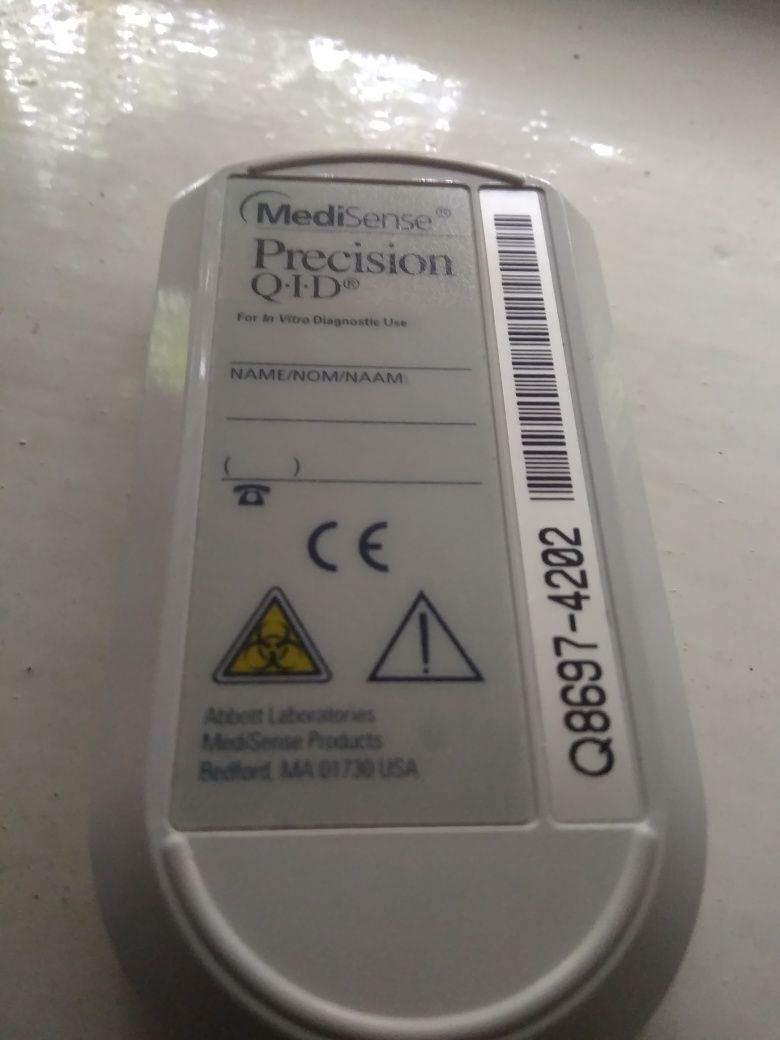 MediSense®
Precision
Q·I·D®
For In Vitro Diagnostic Use
NAME/NOM/NAAM:
( )
CE
Abbott Laboratories
MediSense Products
Bedford, MA 01730 USA
Q8697-4202